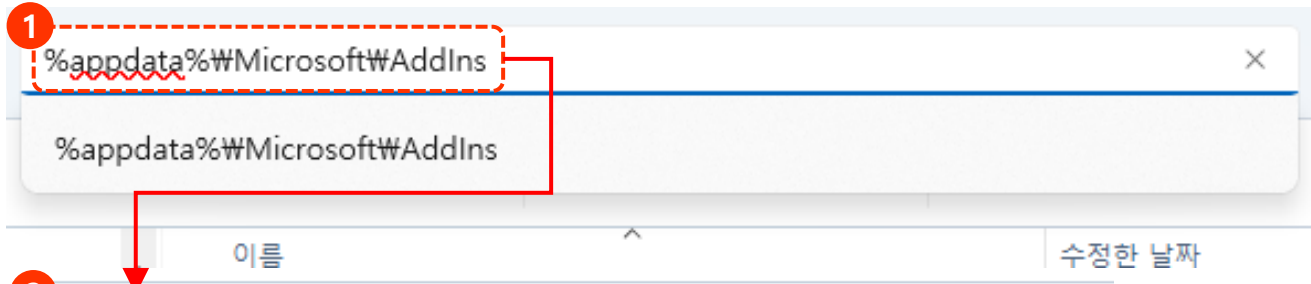 1
%appdata%₩Microsoft₩AddIns
%appdata%₩Microsoft₩AddIns
이름 수정한 날짜